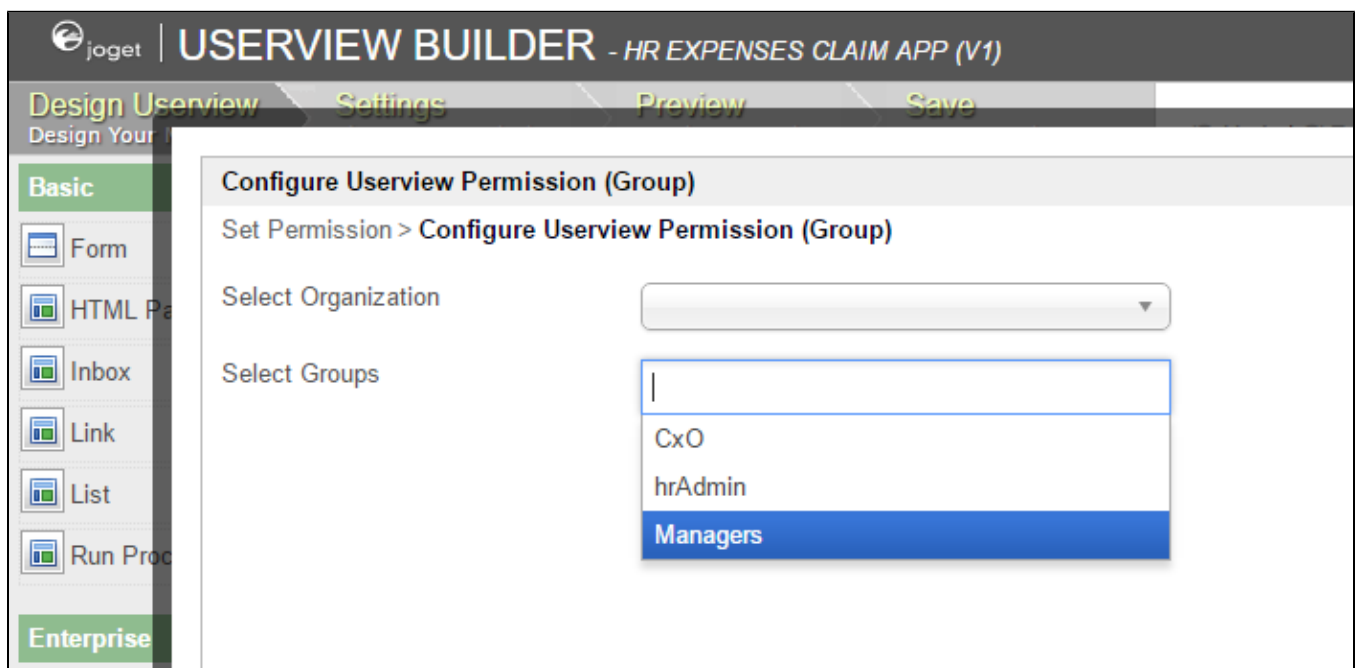 joget | USERVIEW BUILDER - HR EXPENSES CLAIM APP (V1)
Design Userview Settings Preview Save
Design Your
Basic
Form
HTML Pa
Inbox
Link
List
Run Proc
Enterprise
Configure Userview Permission (Group)
Set Permission > Configure Userview Permission (Group)
Select Organization
Select Groups
CxO
hrAdmin
Managers